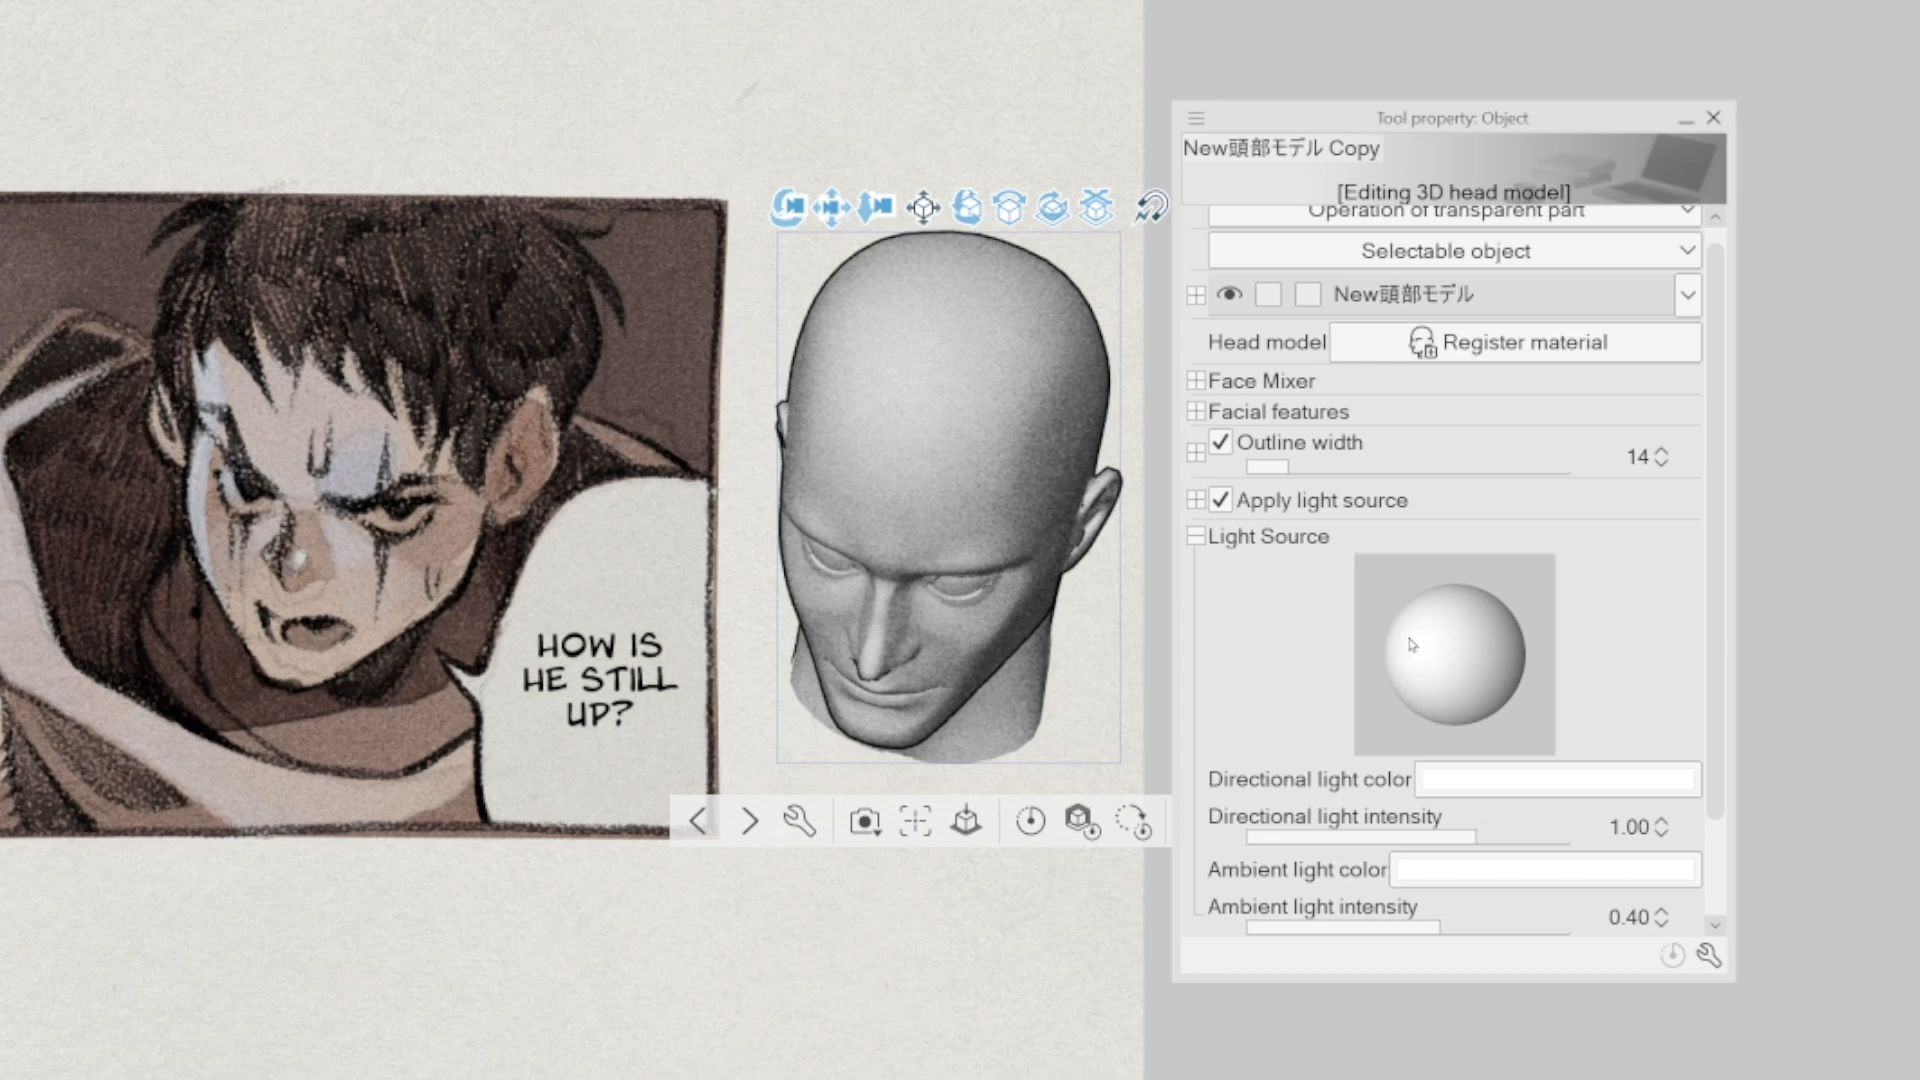 HOW IS
HE STILL
UP?
Tool property: Object
New頭部モデル Copy
[Editing 3D head model]
Operation of transparent part
Selectable object
New頭部モデル
Head model Register material
Face Mixer
Facial features
Outline width 14
Apply light source
Light Source
Directional light color
Directional light intensity 1.00
Ambient light color
Ambient light intensity 0.40